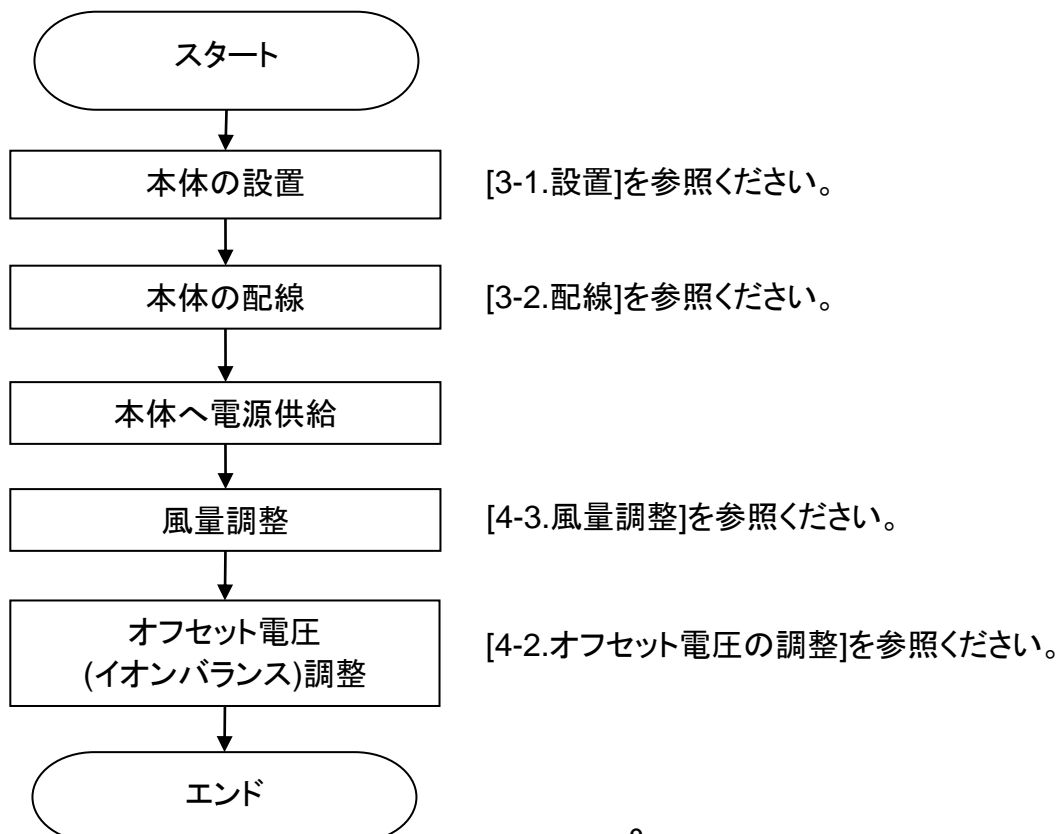 スタート
本体の設置
[3-1.設置]を参照ください。
本体の配線
[3-2.配線]を参照ください。
本体へ電源供給
風量調整
[4-3.風量調整]を参照ください。
オフセット電圧
(イオンバランス)調整
[4-2.オフセット電圧の調整]を参照ください。
エンド